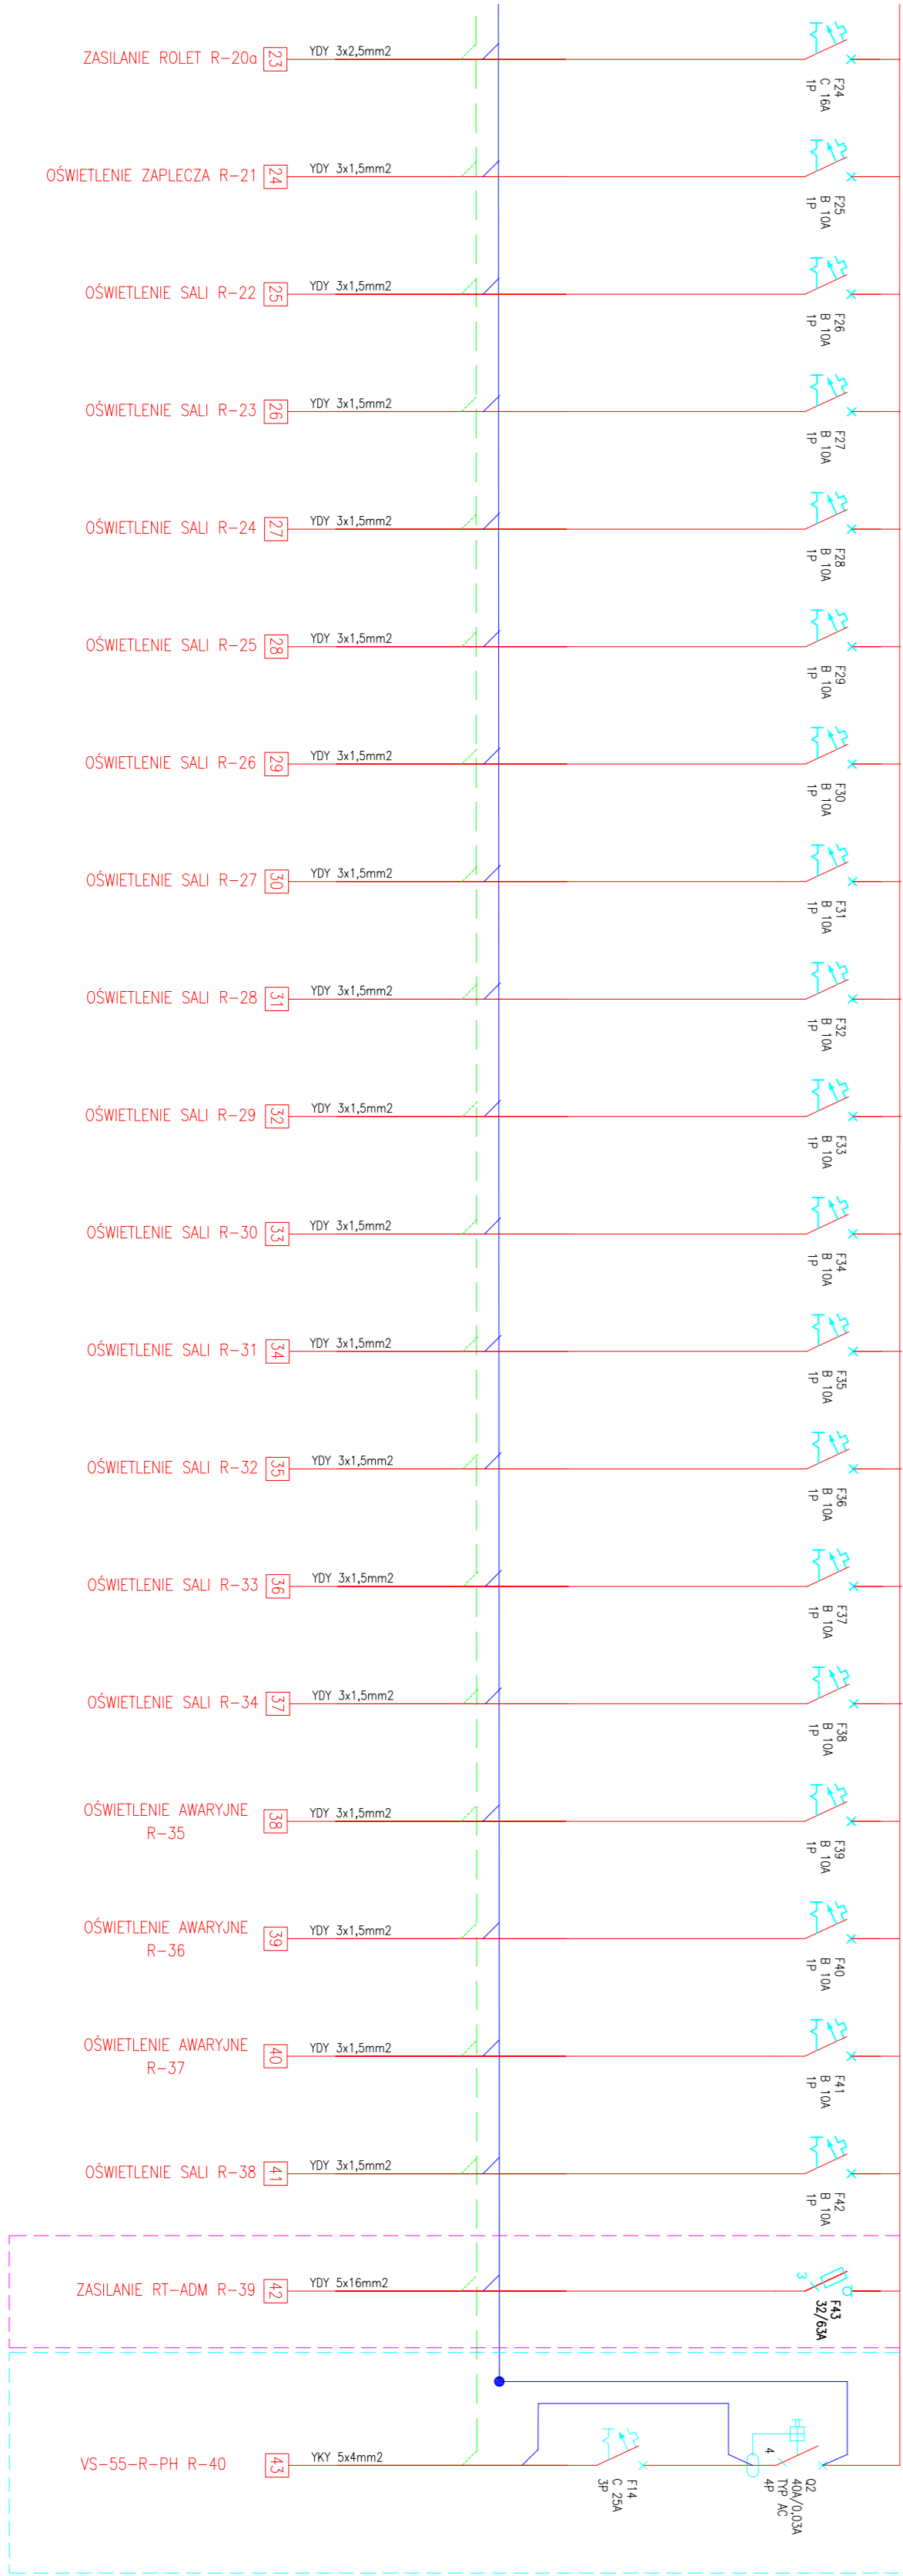 ZASILANIE ROLET R-20a
23
YDY 3x2,5mm2
F24
C 16A
1P
OŚWIETLENIE ZAPLECZA R-21
24
YDY 3x1,5mm2
F25
B 10A
1P
OŚWIETLENIE SALI R-22
25
YDY 3x1,5mm2
F26
B 10A
1P
OŚWIETLENIE SALI R-23
26
YDY 3x1,5mm2
F27
B 10A
1P
OŚWIETLENIE SALI R-24
27
YDY 3x1,5mm2
F28
B 10A
1P
OŚWIETLENIE SALI R-25
28
YDY 3x1,5mm2
F29
B 10A
1P
OŚWIETLENIE SALI R-26
29
YDY 3x1,5mm2
F30
B 10A
1P
OŚWIETLENIE SALI R-27
30
YDY 3x1,5mm2
F31
B 10A
1P
OŚWIETLENIE SALI R-28
31
YDY 3x1,5mm2
F32
B 10A
1P
OŚWIETLENIE SALI R-29
32
YDY 3x1,5mm2
F33
B 10A
1P
OŚWIETLENIE SALI R-30
33
YDY 3x1,5mm2
F34
B 10A
1P
OŚWIETLENIE SALI R-31
34
YDY 3x1,5mm2
F35
B 10A
1P
OŚWIETLENIE SALI R-32
35
YDY 3x1,5mm2
F36
B 10A
1P
OŚWIETLENIE SALI R-33
36
YDY 3x1,5mm2
F37
B 10A
1P
OŚWIETLENIE SALI R-34
37
YDY 3x1,5mm2
F38
B 10A
1P
OŚWIETLENIE AWARYJNE
R-35
38
YDY 3x1,5mm2
F39
B 10A
1P
OŚWIETLENIE AWARYJNE
R-36
39
YDY 3x1,5mm2
F40
B 10A
1P
OŚWIETLENIE AWARYJNE
R-37
40
YDY 3x1,5mm2
F41
B 10A
1P
OŚWIETLENIE SALI R-38
41
YDY 3x1,5mm2
F42
B 10A
1P
ZASILANIE RT-ADM R-39
42
YDY 5x16mm2
3
F43
32/63A
VS-55-R-PH R-40
43
YKY 5x4mm2
F14
C 25A
3P
4
Q2
40A/0,03A
TYP AC
4P